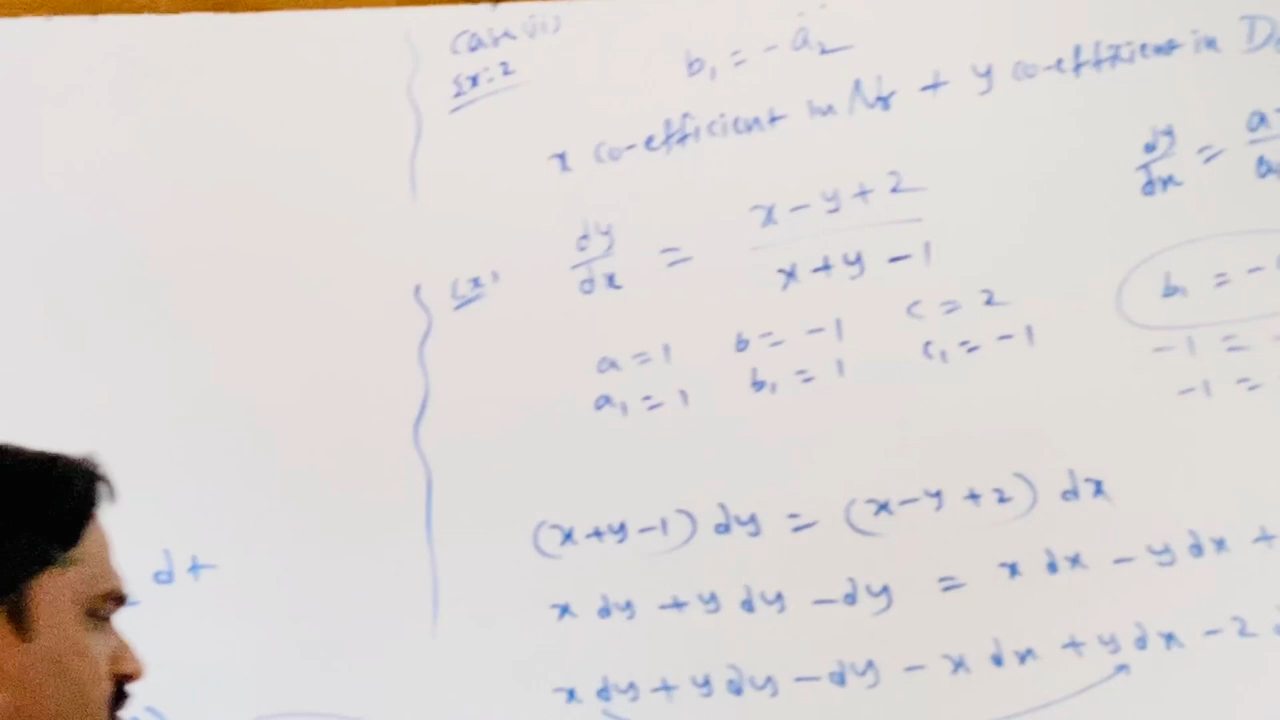 Case ii)
Ex:2
b₁ = -a₂
x co-efficient in Nr + y co-efficient in D
dy/dx = a
a
Ex:
dy/dx = x-y+2 / x+y-1
b₁ = -
a=1 b=-1 c=2
a₁=1 b₁=1 c₁=-1
-1 =
-1 =
(x+y-1) dy = (x-y+2) dx
x dy + y dy - dy = x dx - y dx +
dt
x dy + y dy - dy - x dx + y dx - 2